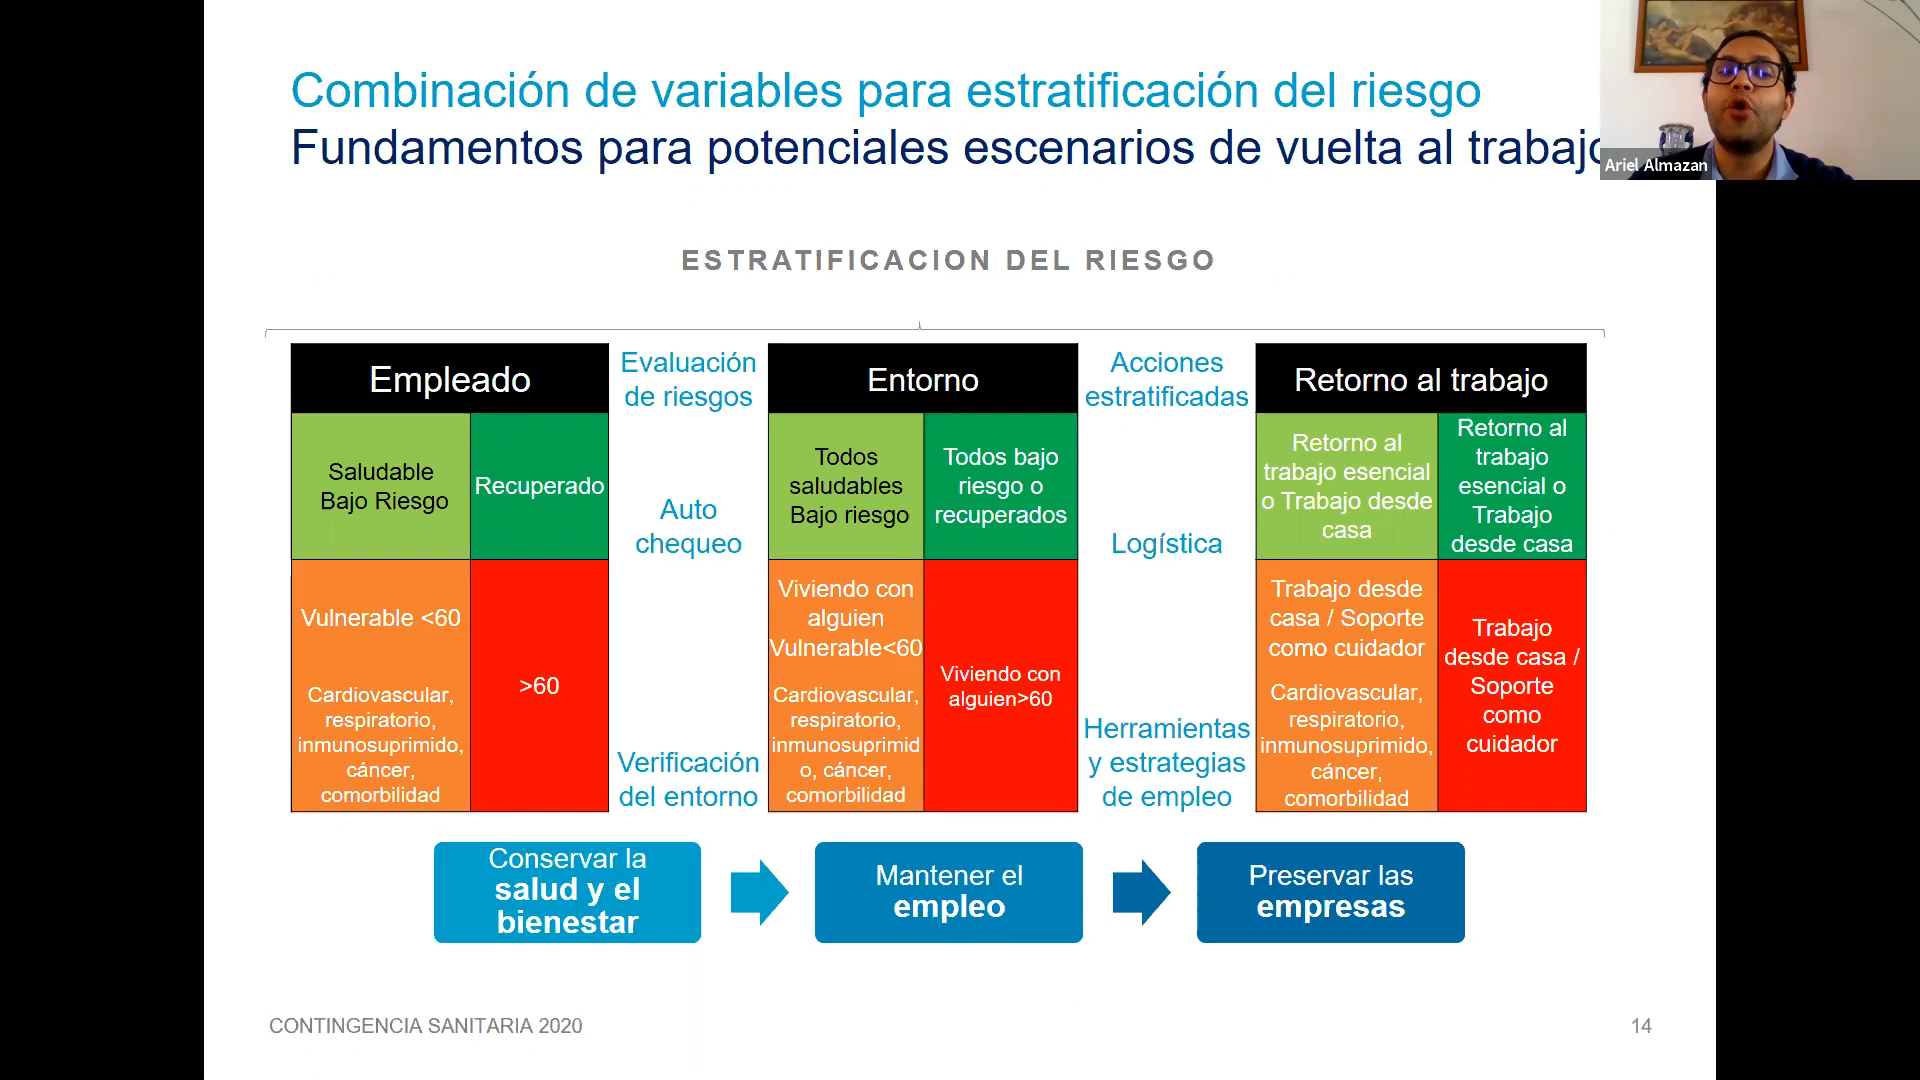 Combinación de variables para estratificación del riesgo
Fundamentos para potenciales escenarios de vuelta al trabajo
Ariel Almazan
ESTRATIFICACION DEL RIESGO
Empleado
Saludable
Bajo Riesgo
Recuperado
Vulnerable <60
Cardiovascular,
respiratorio,
inmunosuprimido,
cáncer,
comorbilidad
>60
Evaluación
de riesgos
Auto
chequeo
Verificación
del entorno
Entorno
Todos
saludables
Bajo riesgo
Todos bajo
riesgo o
recuperados
Viviendo con
alguien
Vulnerable<60
Cardiovascular,
respiratorio,
inmunosuprimid
o, cáncer,
comorbilidad
Viviendo con
alguien>60
Acciones
estratificadas
Logística
Herramientas
y estrategias
de empleo
Retorno al trabajo
Retorno al
trabajo esencial
o Trabajo desde
casa
Retorno al
trabajo
esencial o
Trabajo
desde casa
Trabajo desde
casa / Soporte
como cuidador
Cardiovascular,
respiratorio,
inmunosuprimido,
cáncer,
comorbilidad
Trabajo
desde casa /
Soporte
como
cuidador
Conservar la
salud y el
bienestar
Mantener el
empleo
Preservar las
empresas
CONTINGENCIA SANITARIA 2020
14